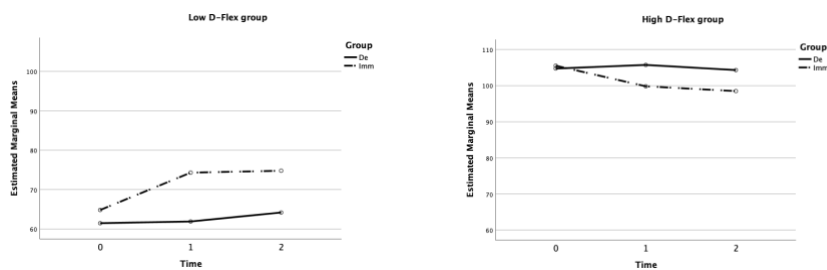 Low D-Flex group
Estimated Marginal Means
100
90
80
70
60
0 1 2
Time
Group
De
Imm
High D-Flex group
Estimated Marginal Means
110
100
90
80
70
60
0 1 2
Time
Group
De
Imm